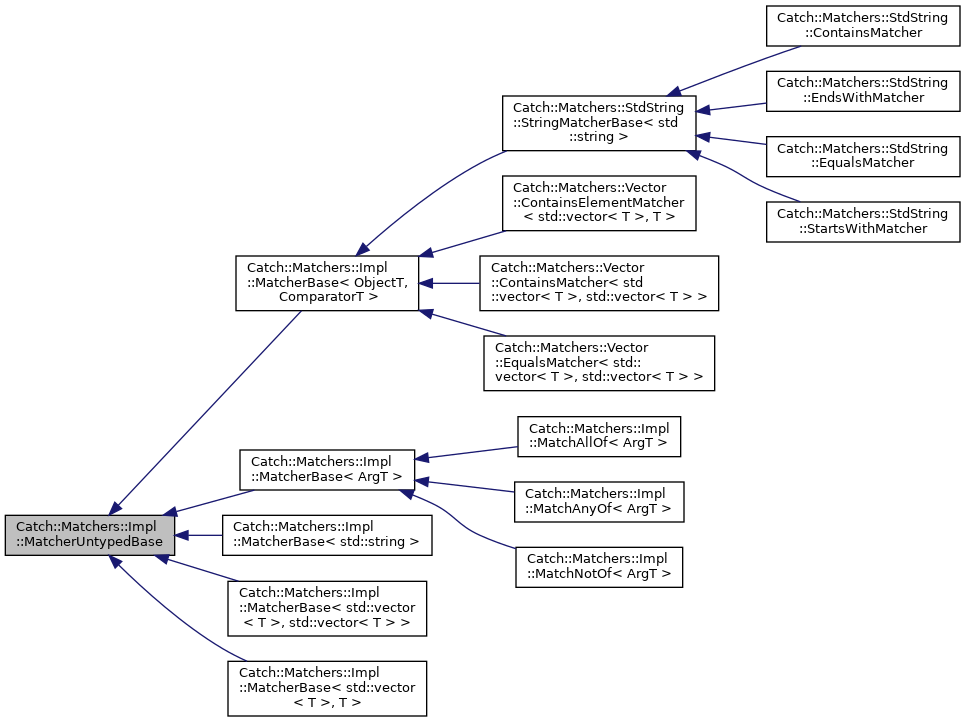 Catch::Matchers::StdString
::ContainsMatcher
Catch::Matchers::StdString
::EndsWithMatcher
Catch::Matchers::StdString
::StringMatcherBase< std
::string >
Catch::Matchers::StdString
::EqualsMatcher
Catch::Matchers::Vector
::ContainsElementMatcher
< std::vector< T >, T >
Catch::Matchers::StdString
::StartsWithMatcher
Catch::Matchers::Impl
::MatcherBase< ObjectT,
ComparatorT >
Catch::Matchers::Vector
::ContainsMatcher< std
::vector< T >, std::vector< T > >
Catch::Matchers::Vector
::EqualsMatcher< std::
vector< T >, std::vector< T > >
Catch::Matchers::Impl
::MatchAllOf< ArgT >
Catch::Matchers::Impl
::MatcherBase< ArgT >
Catch::Matchers::Impl
::MatchAnyOf< ArgT >
Catch::Matchers::Impl
::MatcherUntypedBase
Catch::Matchers::Impl
::MatcherBase< std::string >
Catch::Matchers::Impl
::MatchNotOf< ArgT >
Catch::Matchers::Impl
::MatcherBase< std::vector
< T >, std::vector< T > >
Catch::Matchers::Impl
::MatcherBase< std::vector
< T >, T >